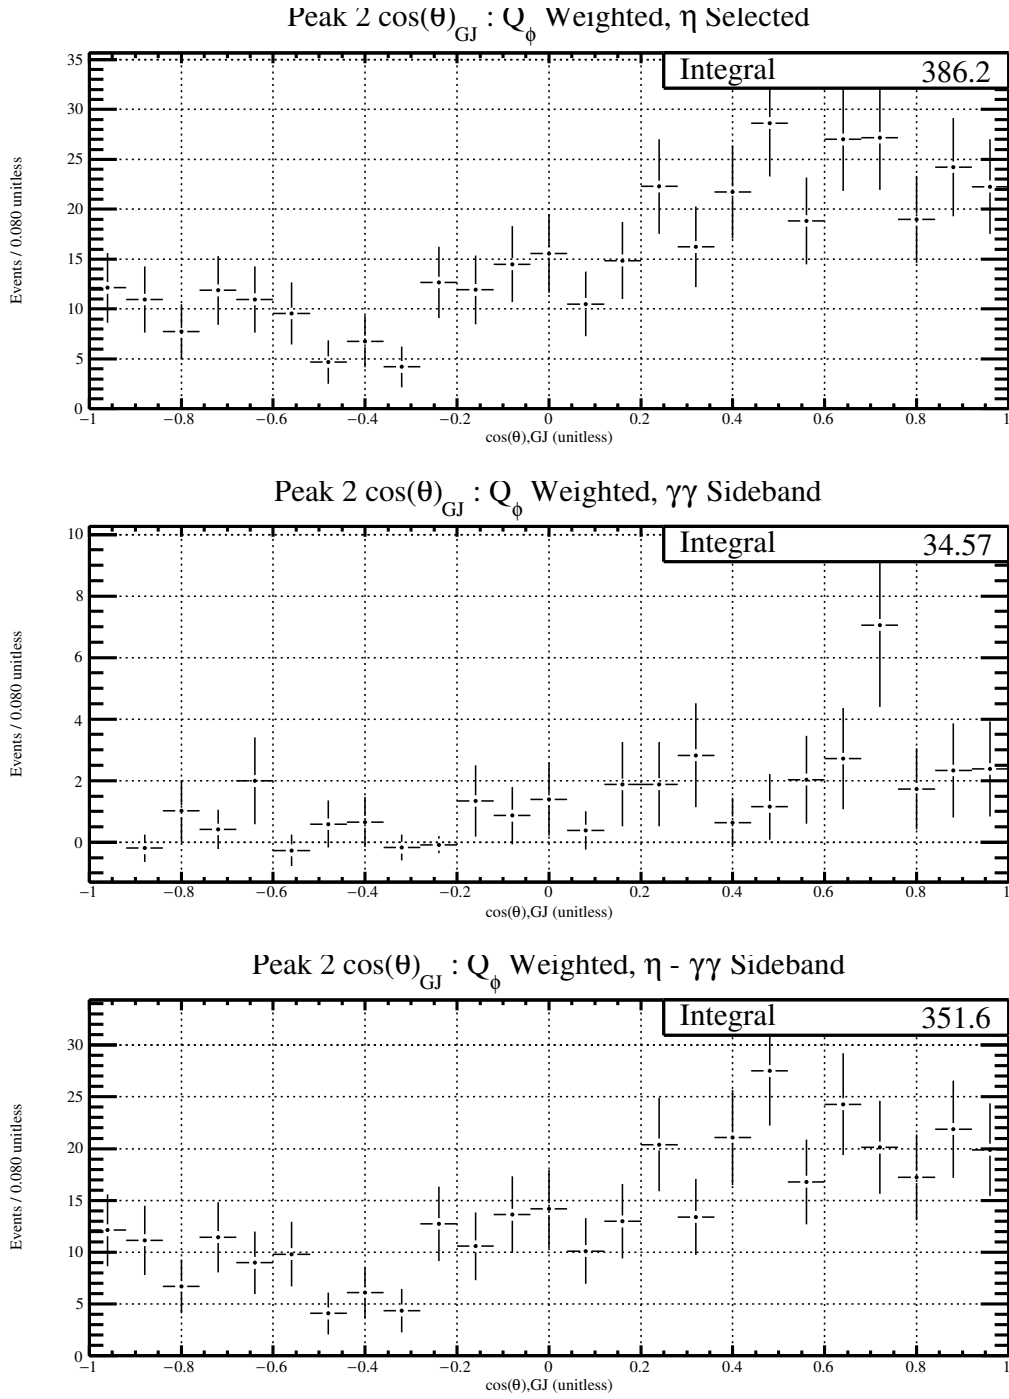 Peak 2 cos(θ)GJ : Qϕ Weighted, η Selected
Integral 386.2
Events / 0.080 unitless
35
30
25
20
15
10
5
0
−1 −0.8 −0.6 −0.4 −0.2 0 0.2 0.4 0.6 0.8 1
cos(θ),GJ (unitless)
Peak 2 cos(θ)GJ : Qϕ Weighted, γγ Sideband
Integral 34.57
Events / 0.080 unitless
10
8
6
4
2
0
−1 −0.8 −0.6 −0.4 −0.2 0 0.2 0.4 0.6 0.8 1
cos(θ),GJ (unitless)
Peak 2 cos(θ)GJ : Qϕ Weighted, η - γγ Sideband
Integral 351.6
Events / 0.080 unitless
30
25
20
15
10
5
0
−1 −0.8 −0.6 −0.4 −0.2 0 0.2 0.4 0.6 0.8 1
cos(θ),GJ (unitless)